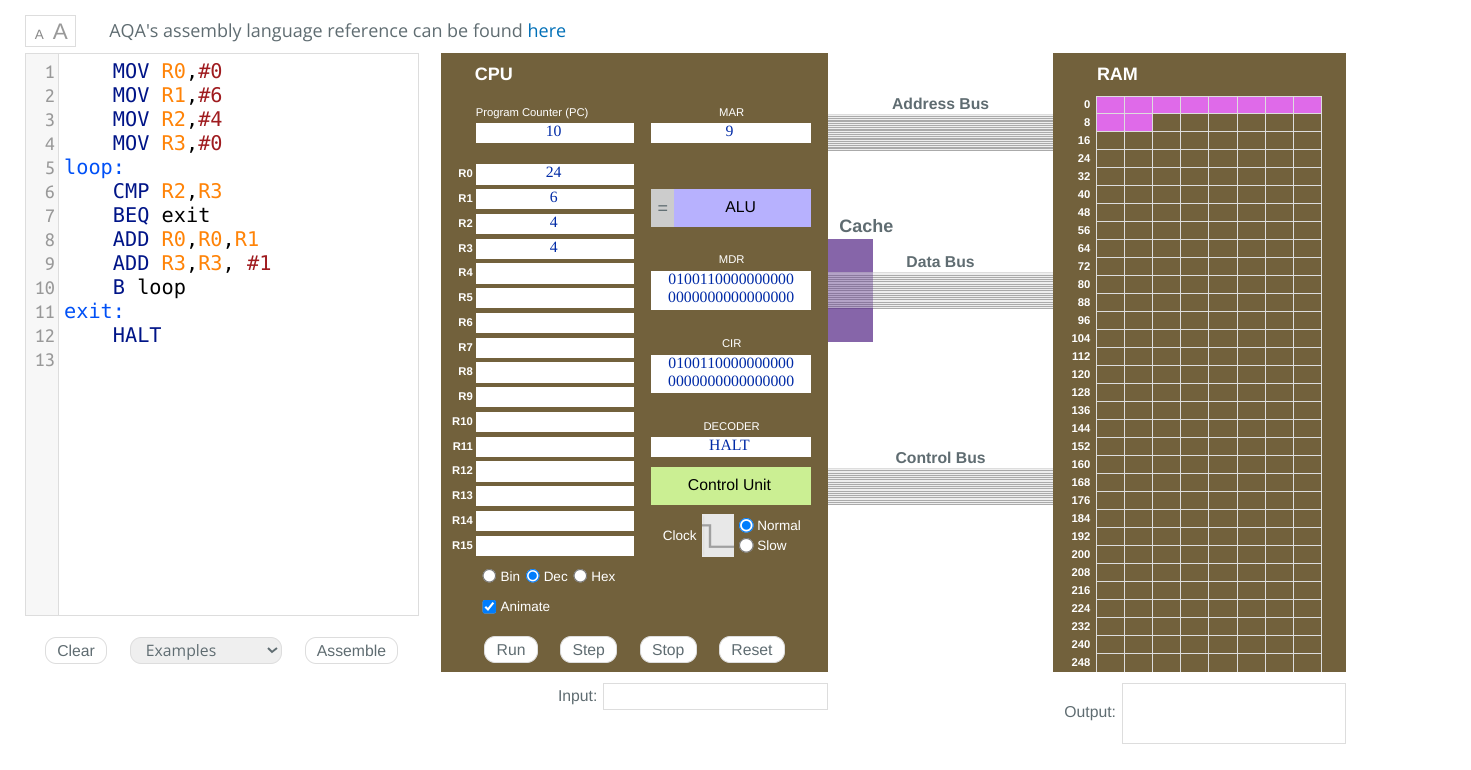 A A AQA's assembly language reference can be found here
1 MOV R0,#0
2 MOV R1,#6
3 MOV R2,#4
4 MOV R3,#0
5 loop:
6 CMP R2,R3
7 BEQ exit
8 ADD R0,R0,R1
9 ADD R3,R3, #1
10 B loop
11 exit:
12 HALT
13
Clear Examples Assemble
CPU
Program Counter (PC)
10
MAR
9
R0 24
R1 6
R2 4
R3 4
R4
R5
R6
R7
R8
R9
R10
R11
R12
R13
R14
R15
= ALU
MDR
0100110000000000
0000000000000000
CIR
0100110000000000
0000000000000000
DECODER
HALT
Control Unit
Clock Normal
Slow
Bin Dec Hex
Animate
Run Step Stop Reset
Input:
Address Bus
Cache
Data Bus
Control Bus
RAM
0
8
16
24
32
40
48
56
64
72
80
88
96
104
112
120
128
136
144
152
160
168
176
184
192
200
208
216
224
232
240
248
Output: